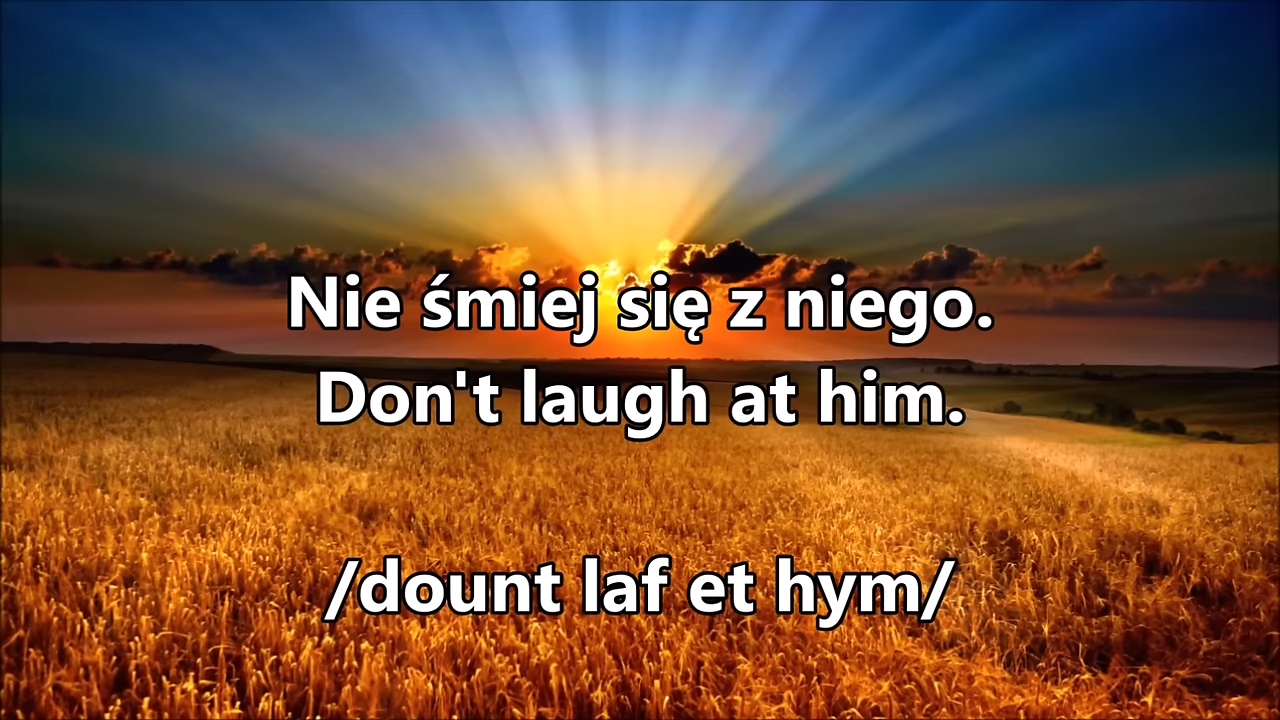 Nie śmiej się z niego.
Don't laugh at him.
/dount laf et hym/